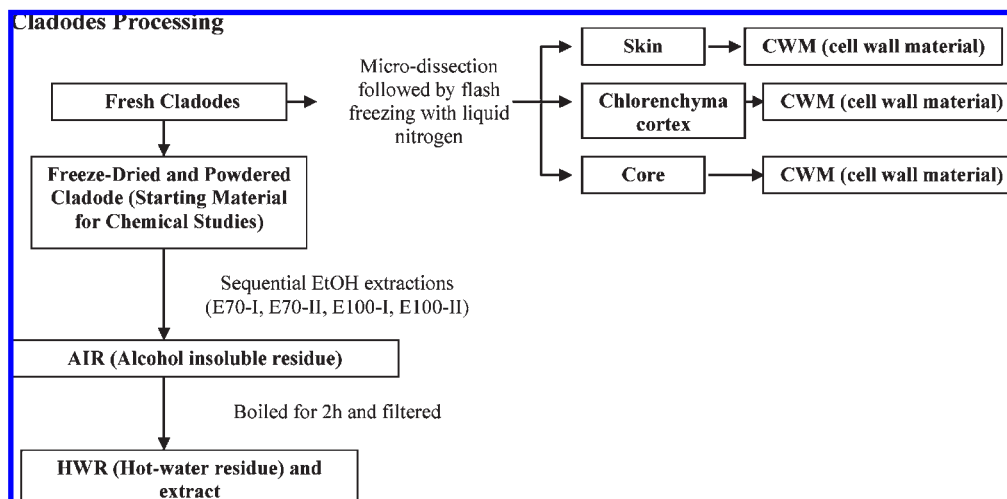 Cladodes Processing
Fresh Cladodes
Micro-dissection
followed by flash
freezing with liquid
nitrogen
Skin
CWM (cell wall material)
Chlorenchyma
cortex
CWM (cell wall material)
Core
CWM (cell wall material)
Freeze-Dried and Powdered
Cladode (Starting Material
for Chemical Studies)
Sequential EtOH extractions
(E70-I, E70-II, E100-I, E100-II)
AIR (Alcohol insoluble residue)
Boiled for 2h and filtered
HWR (Hot-water residue) and
extract